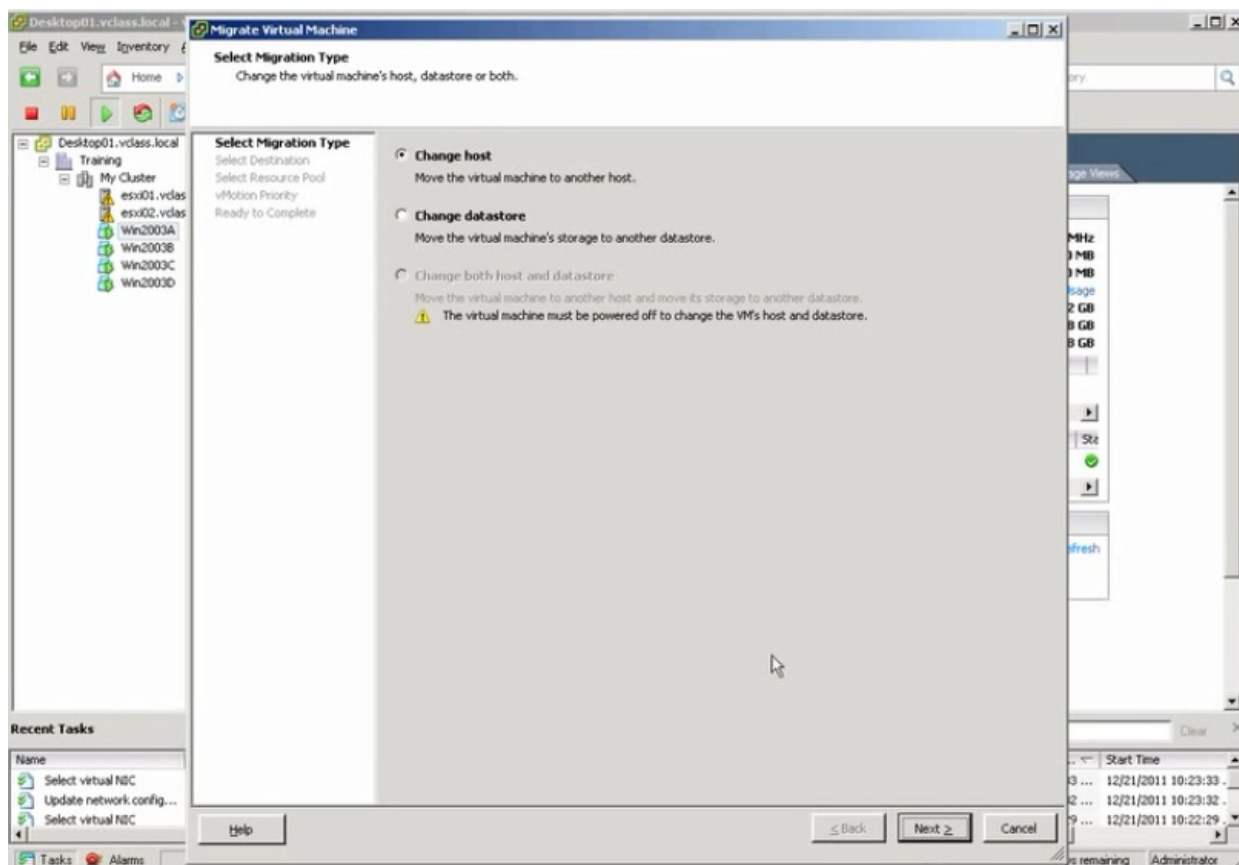 Desktop01.vclass.local -
Migrate Virtual Machine
File Edit View Inventory
Select Migration Type
Change the virtual machine's host, datastore or both.
Home
Select Migration Type
Select Destination
Select Resource Pool
vMotion Priority
Ready to Complete
Desktop01.vclass.local
Training
My Cluster
esxi01.vclas
esxi02.vclas
Win2003A
Win2003B
Win2003C
Win2003D
Change host
Move the virtual machine to another host.
Change datastore
Move the virtual machine's storage to another datastore.
Change both host and datastore
Move the virtual machine to another host and move its storage to another datastore.
The virtual machine must be powered off to change the VM's host and datastore.
age Views
MHz
MB
MB
sage
2 GB
8 GB
8 GB
Sta
efresh
Recent Tasks
Clear
Name
Start Time
Select virtual NIC
12/21/2011 10:23:33
Update network config...
12/21/2011 10:23:32
Select virtual NIC
12/21/2011 10:22:29
Help
≤ Back
Next ≥
Cancel
Tasks
Alarms
remaining
Administrator